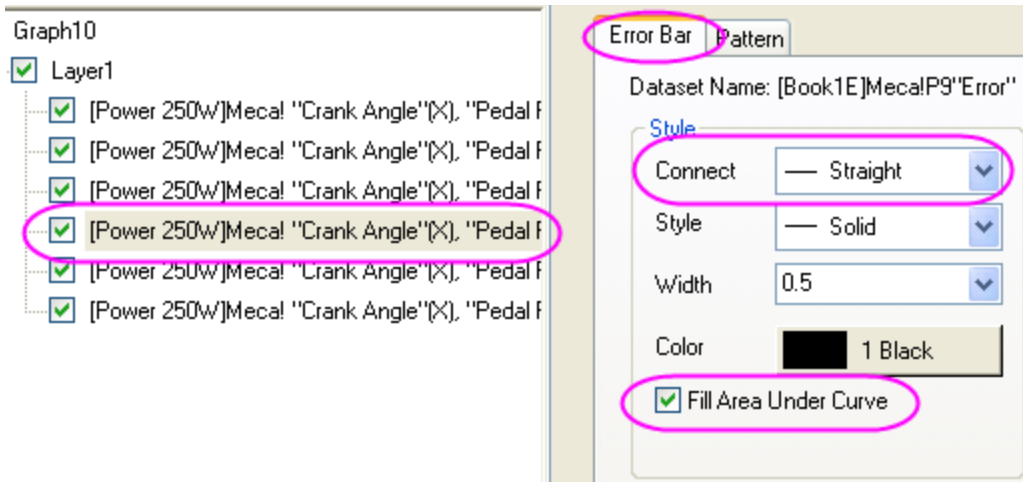 Graph10
Layer1
[Power 250W]Meca! "Crank Angle"(X), "Pedal F
[Power 250W]Meca! "Crank Angle"(X), "Pedal F
[Power 250W]Meca! "Crank Angle"(X), "Pedal F
[Power 250W]Meca! "Crank Angle"(X), "Pedal F
[Power 250W]Meca! "Crank Angle"(X), "Pedal F
[Power 250W]Meca! "Crank Angle"(X), "Pedal F
Error Bar Pattern
Dataset Name: [Book1E]Meca!P9"Error"
Style
Connect Straight
Style Solid
Width 0.5
Color 1 Black
Fill Area Under Curve